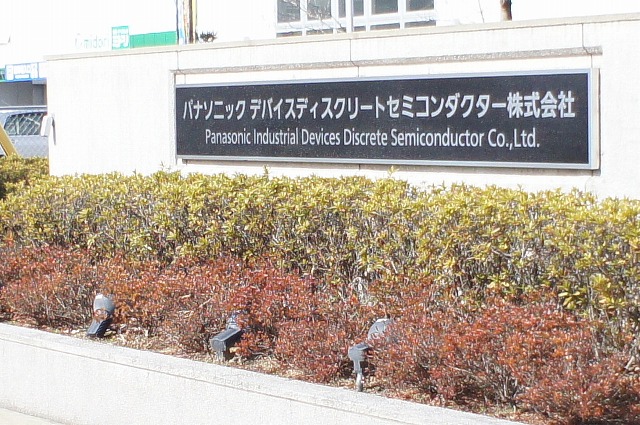 パナソニック デバイスディスクリートセミコンダクター株式会社
Panasonic Industrial Devices Discrete Semiconductor Co.,Ltd.